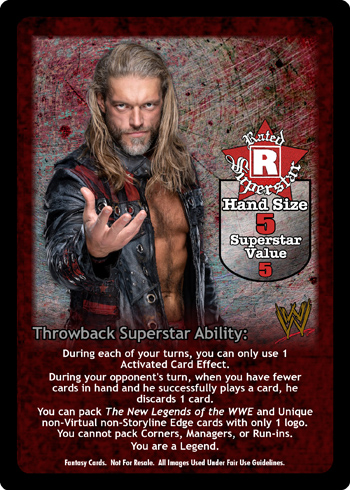 Rated
R
Superstar
Hand Size
5
Superstar
Value
5
W
Throwback Superstar Ability:
During each of your turns, you can only use 1
Activated Card Effect.
During your opponent's turn, when you have fewer
cards in hand and he successfully plays a card, he
discards 1 card.
You can pack The New Legends of the WWE and Unique
non-Virtual non-Storyline Edge cards with only 1 logo.
You cannot pack Corners, Managers, or Run-ins.
You are a Legend.
Fantasy Cards. Not For Resale. All Images Used Under Fair Use Guidelines.